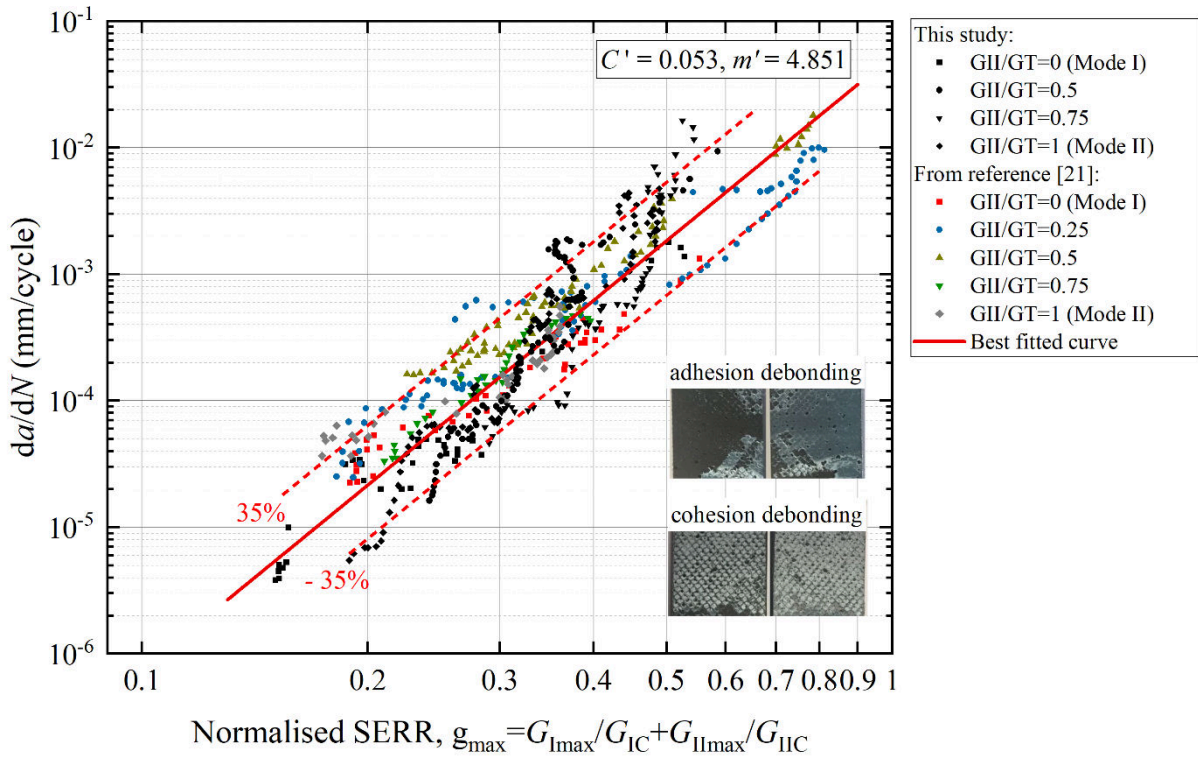 10⁻¹
10⁻²
10⁻³
10⁻⁴
10⁻⁵
10⁻⁶
da/dN (mm/cycle)
C' = 0.053, m' = 4.851
35%
- 35%
adhesion debonding
cohesion debonding
0.1 0.2 0.3 0.4 0.5 0.6 0.7 0.8 0.9 1
Normalised SERR, gmax=GImax/GIC+GIImax/GIIC
This study:
GII/GT=0 (Mode I)
GII/GT=0.5
GII/GT=0.75
GII/GT=1 (Mode II)
From reference [21]:
GII/GT=0 (Mode I)
GII/GT=0.25
GII/GT=0.5
GII/GT=0.75
GII/GT=1 (Mode II)
Best fitted curve